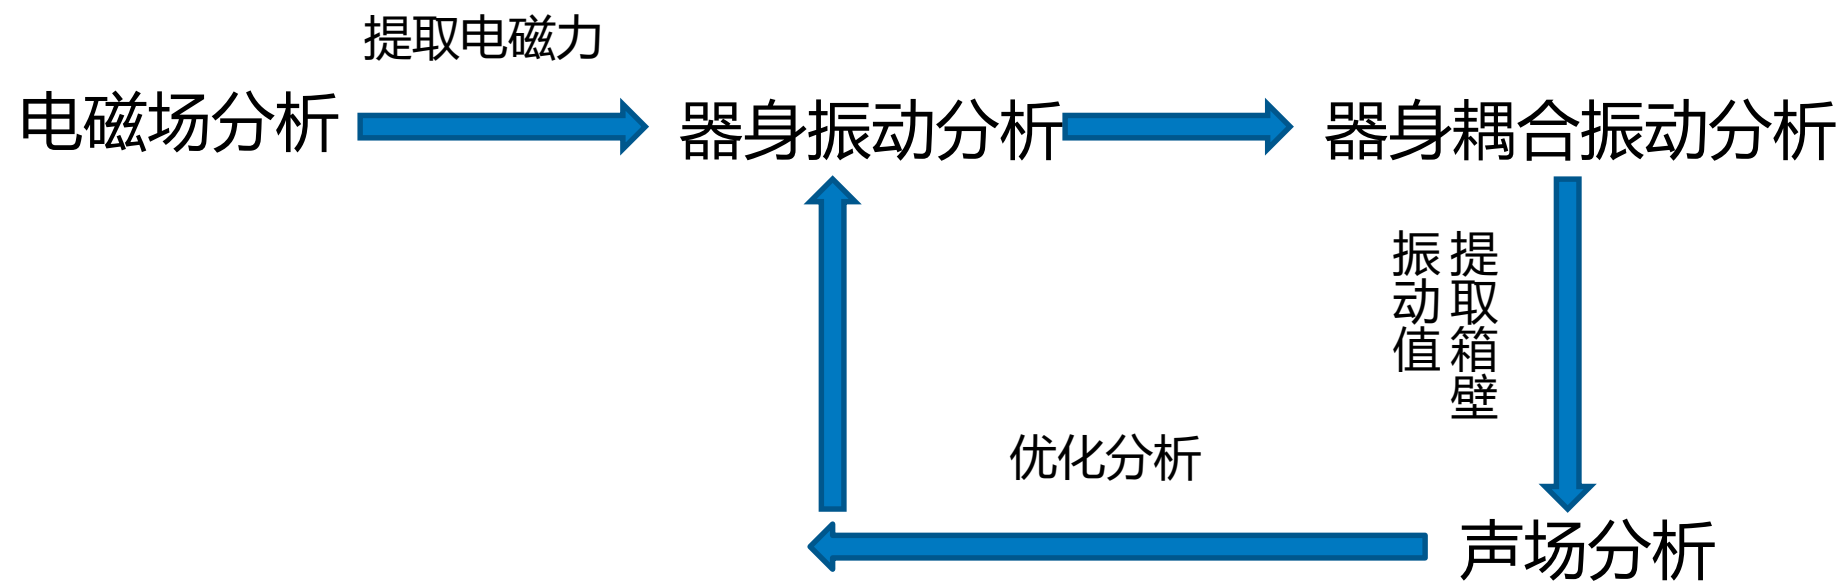 提取电磁力
电磁场分析
器身振动分析
器身耦合振动分析
提取箱壁
振动值
优化分析
声场分析